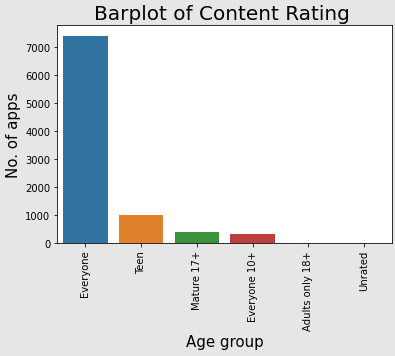 Barplot of Content Rating
No. of apps
7000
6000
5000
4000
3000
2000
1000
0
Everyone
Teen
Mature 17+
Everyone 10+
Adults only 18+
Unrated
Age group